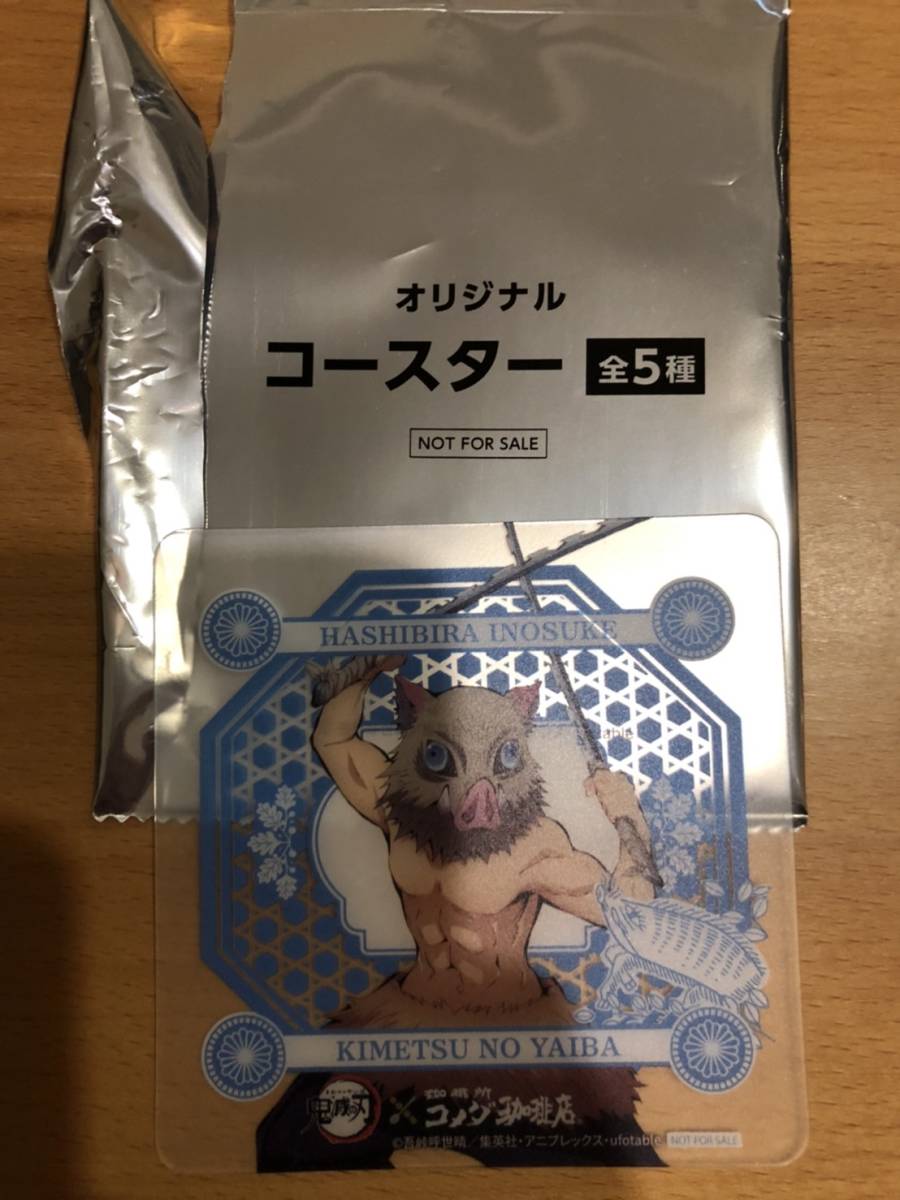 オリジナル
コースター 全5種
NOT FOR SALE
HASHIBIRA INOSUKE
KIMETSU NO YAIBA
鬼滅の刃 × 珈琲所 コメダ珈琲店
©吾峠呼世晴／集英社・アニプレックス・ufotable NOT FOR SALE